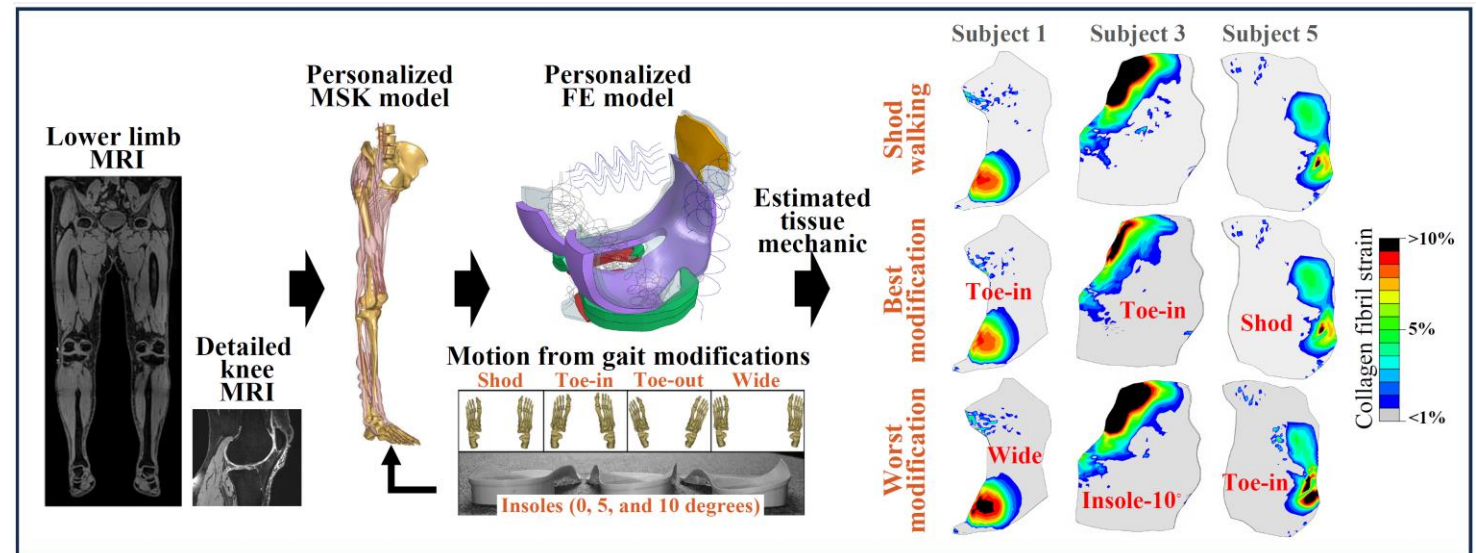 Lower limb
MRI
Detailed
knee
MRI
Personalized
MSK model
Personalized
FE model
Motion from gait modifications
Shod Toe-in Toe-out Wide
Insoles (0, 5, and 10 degrees)
Estimated
tissue
mechanic
Subject 1 Subject 3 Subject 5
Shod
walking
Best
modification
Toe-in
Toe-in
Shod
Worst
modification
Wide
Insole-10°
Toe-in
>10%
5%
<1%
Collagen fibril strain